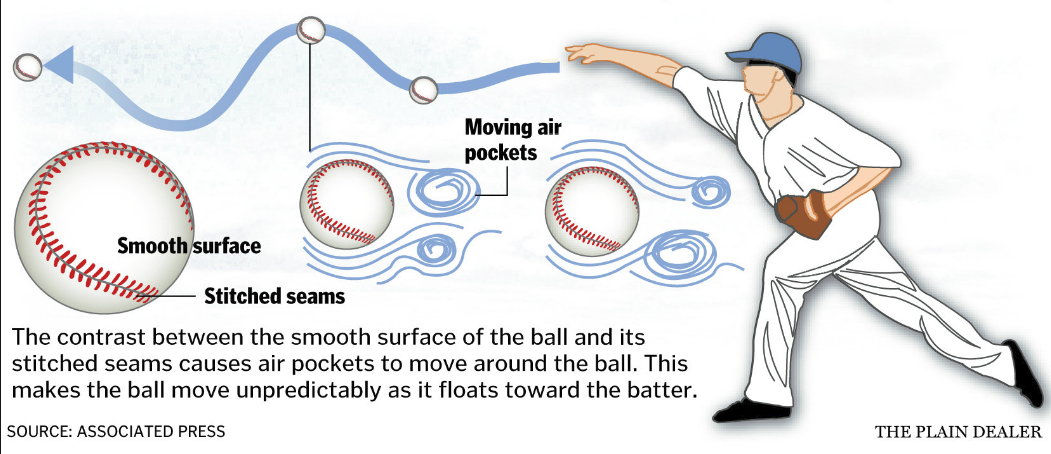 Moving air
pockets
Smooth surface
Stitched seams
The contrast between the smooth surface of the ball and its
stitched seams causes air pockets to move around the ball. This
makes the ball move unpredictably as it floats toward the batter.
SOURCE: ASSOCIATED PRESS
THE PLAIN DEALER